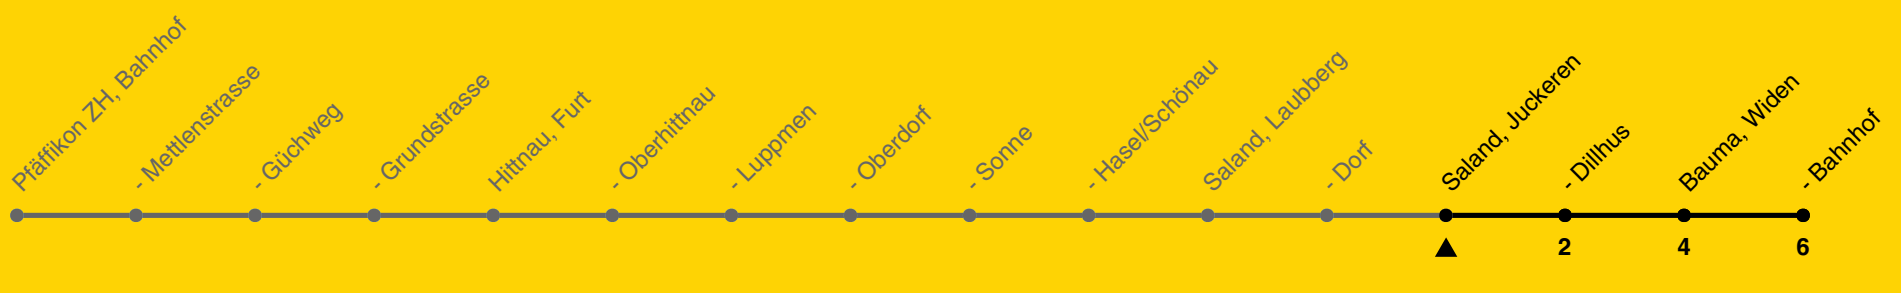 Pfäffikon ZH, Bahnhof
- Mettlenstrasse
- Güchweg
- Grundstrasse
Hittnau, Furt
- Oberhittnau
- Luppmen
- Oberdorf
- Sonne
- Hasel/Schönau
Saland, Laubberg
- Dorf
Saland, Juckeren
- Dillhus
Bauma, Widen
- Bahnhof
2 4 6